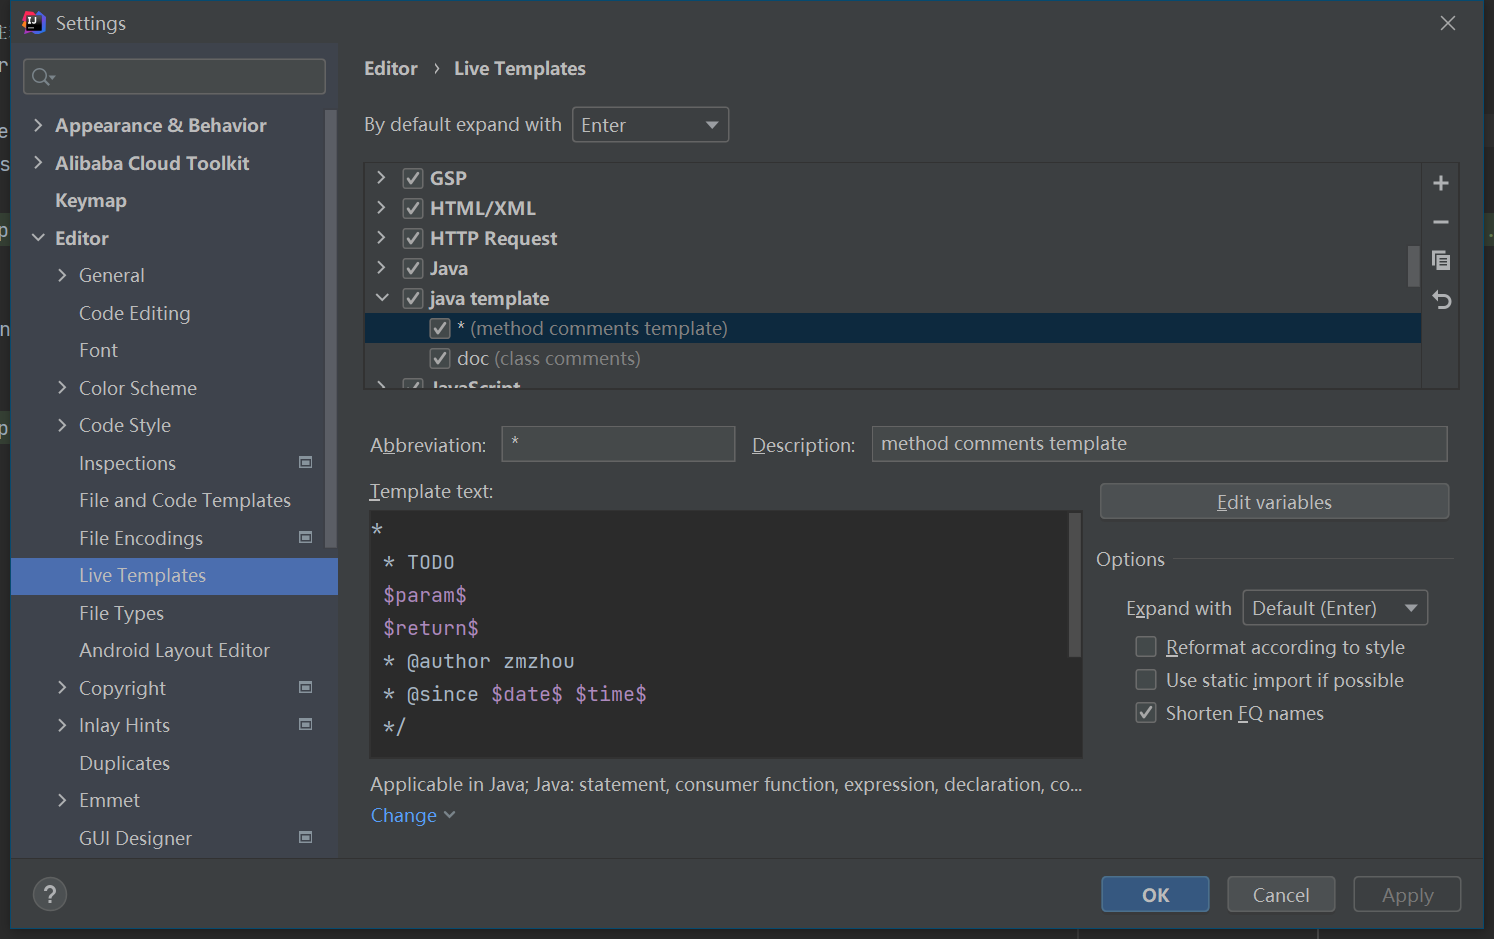 Settings
Appearance & Behavior
Alibaba Cloud Toolkit
Keymap
Editor
General
Code Editing
Font
Color Scheme
Code Style
Inspections
File and Code Templates
File Encodings
Live Templates
File Types
Android Layout Editor
Copyright
Inlay Hints
Duplicates
Emmet
GUI Designer
Editor › Live Templates
By default expand with Enter
GSP
HTML/XML
HTTP Request
Java
java template
* (method comments template)
doc (class comments)
JavaScript
Abbreviation: * Description: method comments template
Template text:
*
* TODO
$param$
$return$
* @author zmzhou
* @since $date$ $time$
*/
Edit variables
Options
Expand with Default (Enter)
Reformat according to style
Use static import if possible
Shorten FQ names
Applicable in Java; Java: statement, consumer function, expression, declaration, co...
Change
? OK Cancel Apply